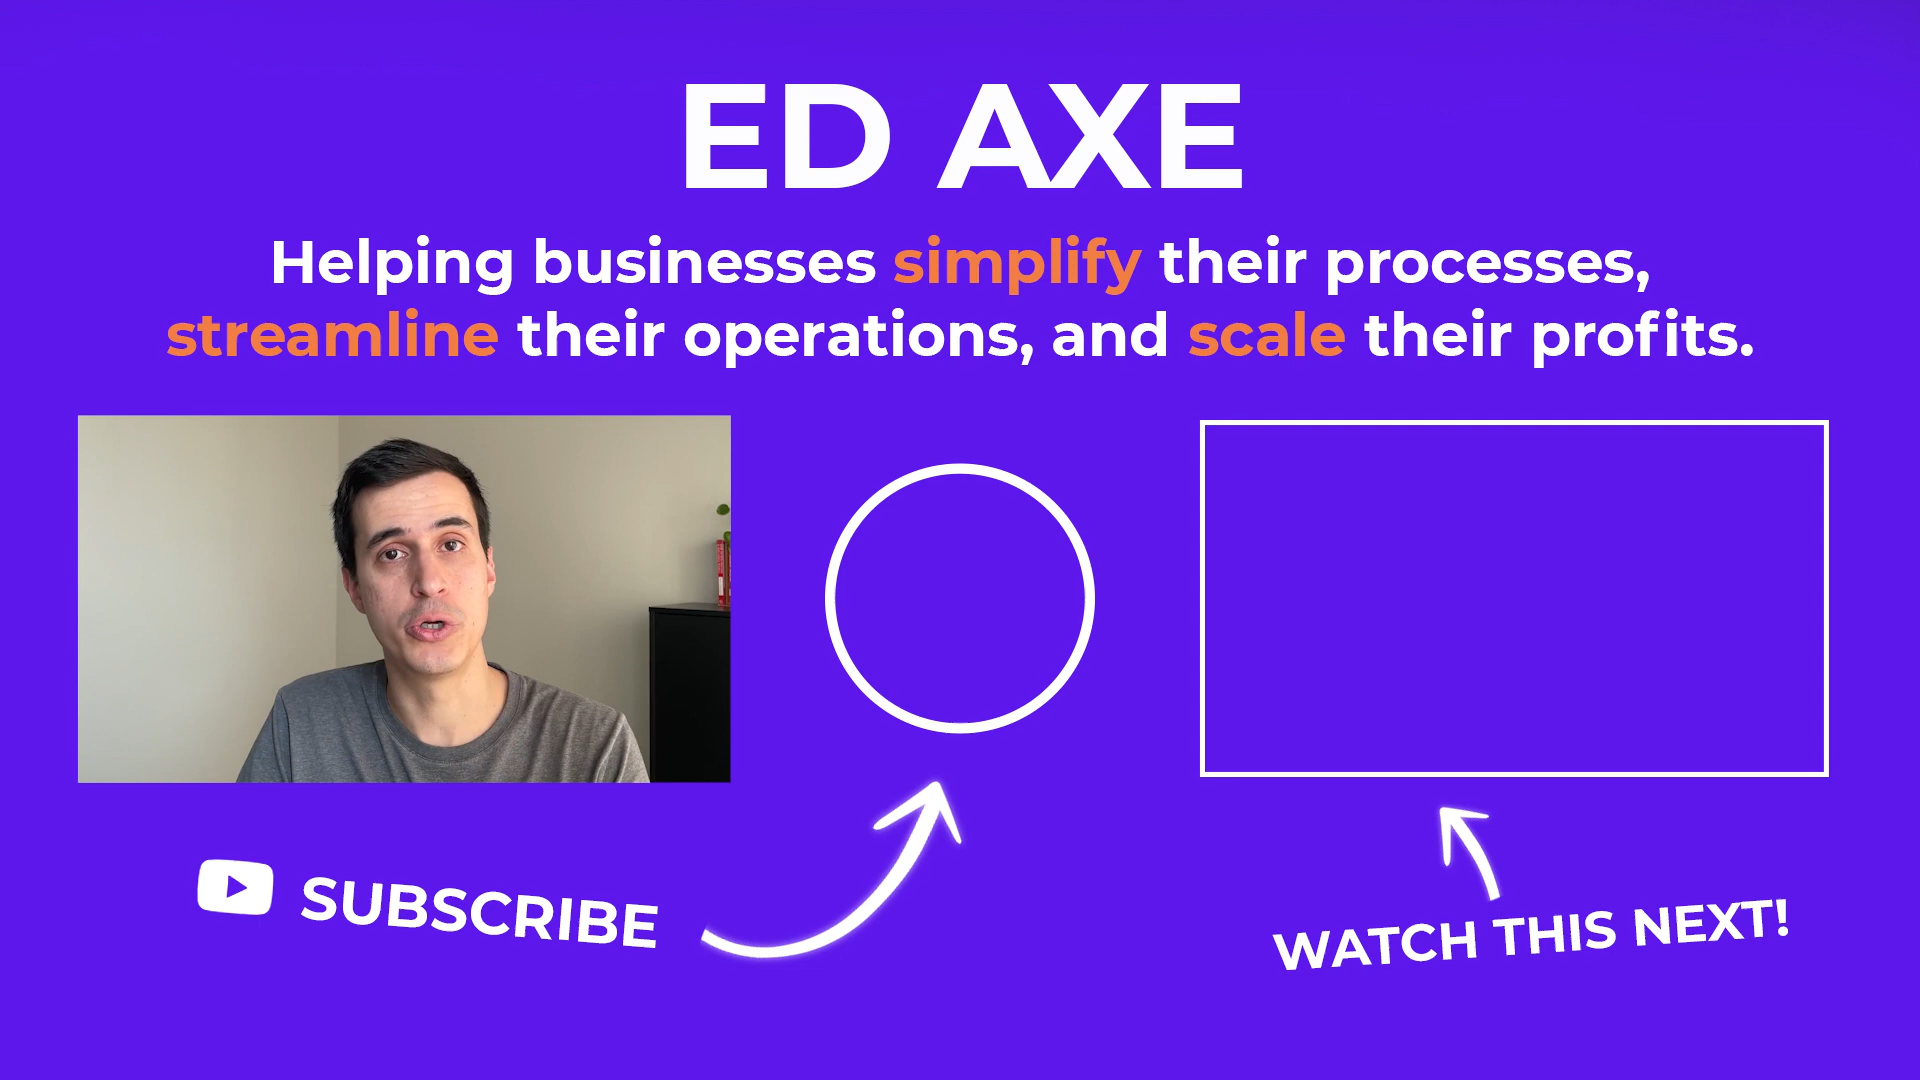 ED AXE
Helping businesses simplify their processes,
streamline their operations, and scale their profits.
SUBSCRIBE
WATCH THIS NEXT!